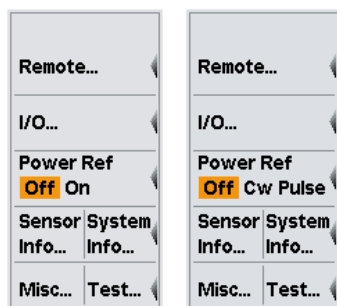 Remote...
I/O...
Power Ref
Off On
Sensor System
Info... Info...
Misc... Test...
Remote...
I/O...
Power Ref
Off Cw Pulse
Sensor System
Info... Info...
Misc... Test...